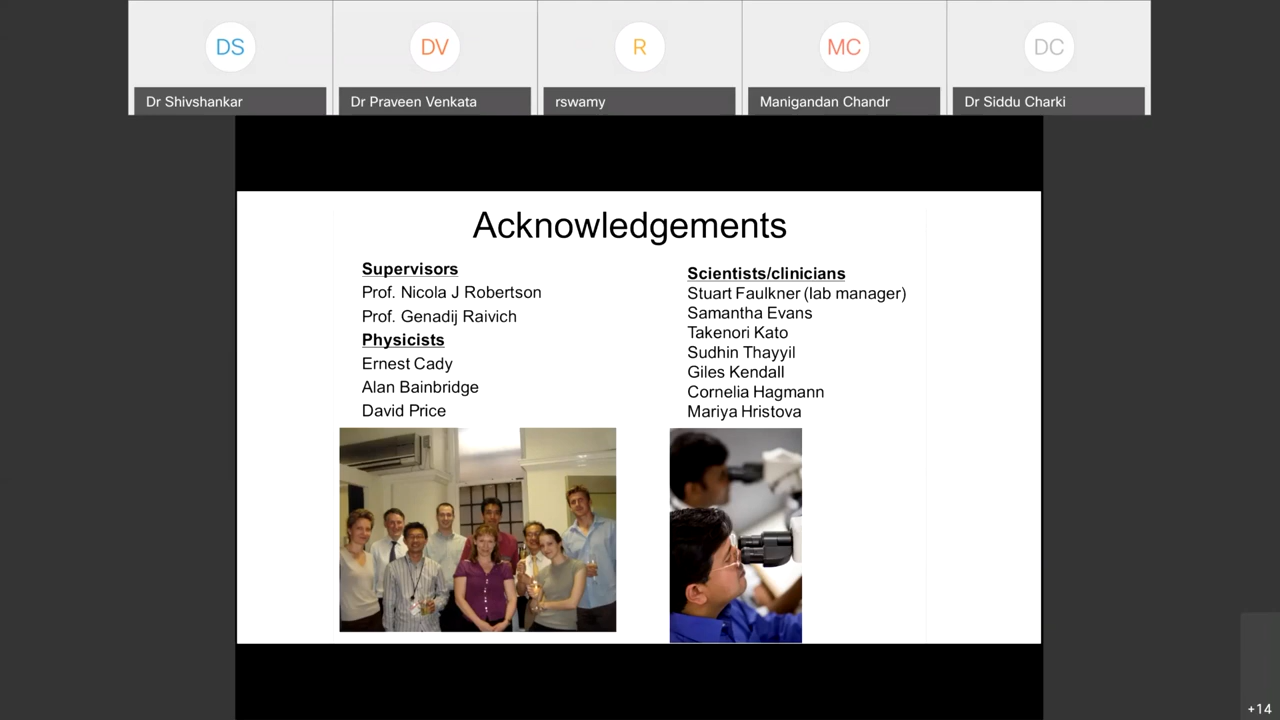 DS
DV
R
MC
DC
Dr Shivshankar
Dr Praveen Venkata
rswamy
Manigandan Chandr
Dr Siddu Charki
Acknowledgements
Supervisors
Prof. Nicola J Robertson
Prof. Genadij Raivich
Physicists
Ernest Cady
Alan Bainbridge
David Price
Scientists/clinicians
Stuart Faulkner (lab manager)
Samantha Evans
Takenori Kato
Sudhin Thayyil
Giles Kendall
Cornelia Hagmann
Mariya Hristova
+14